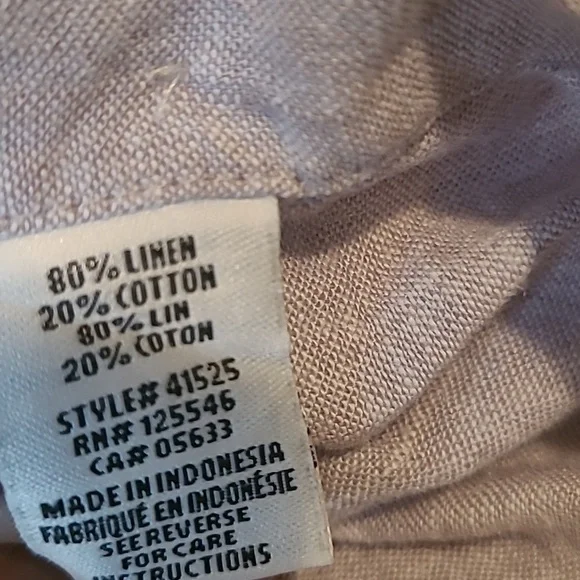 80% LINEN
20% COTTON
80% LIN
20% COTON
STYLE# 41525
RN# 125546
CA# 05633
MADE IN INDONESIA
FABRIQUÉ EN INDONÉSIE
SEE REVERSE
FOR CARE
INSTRUCTIONS